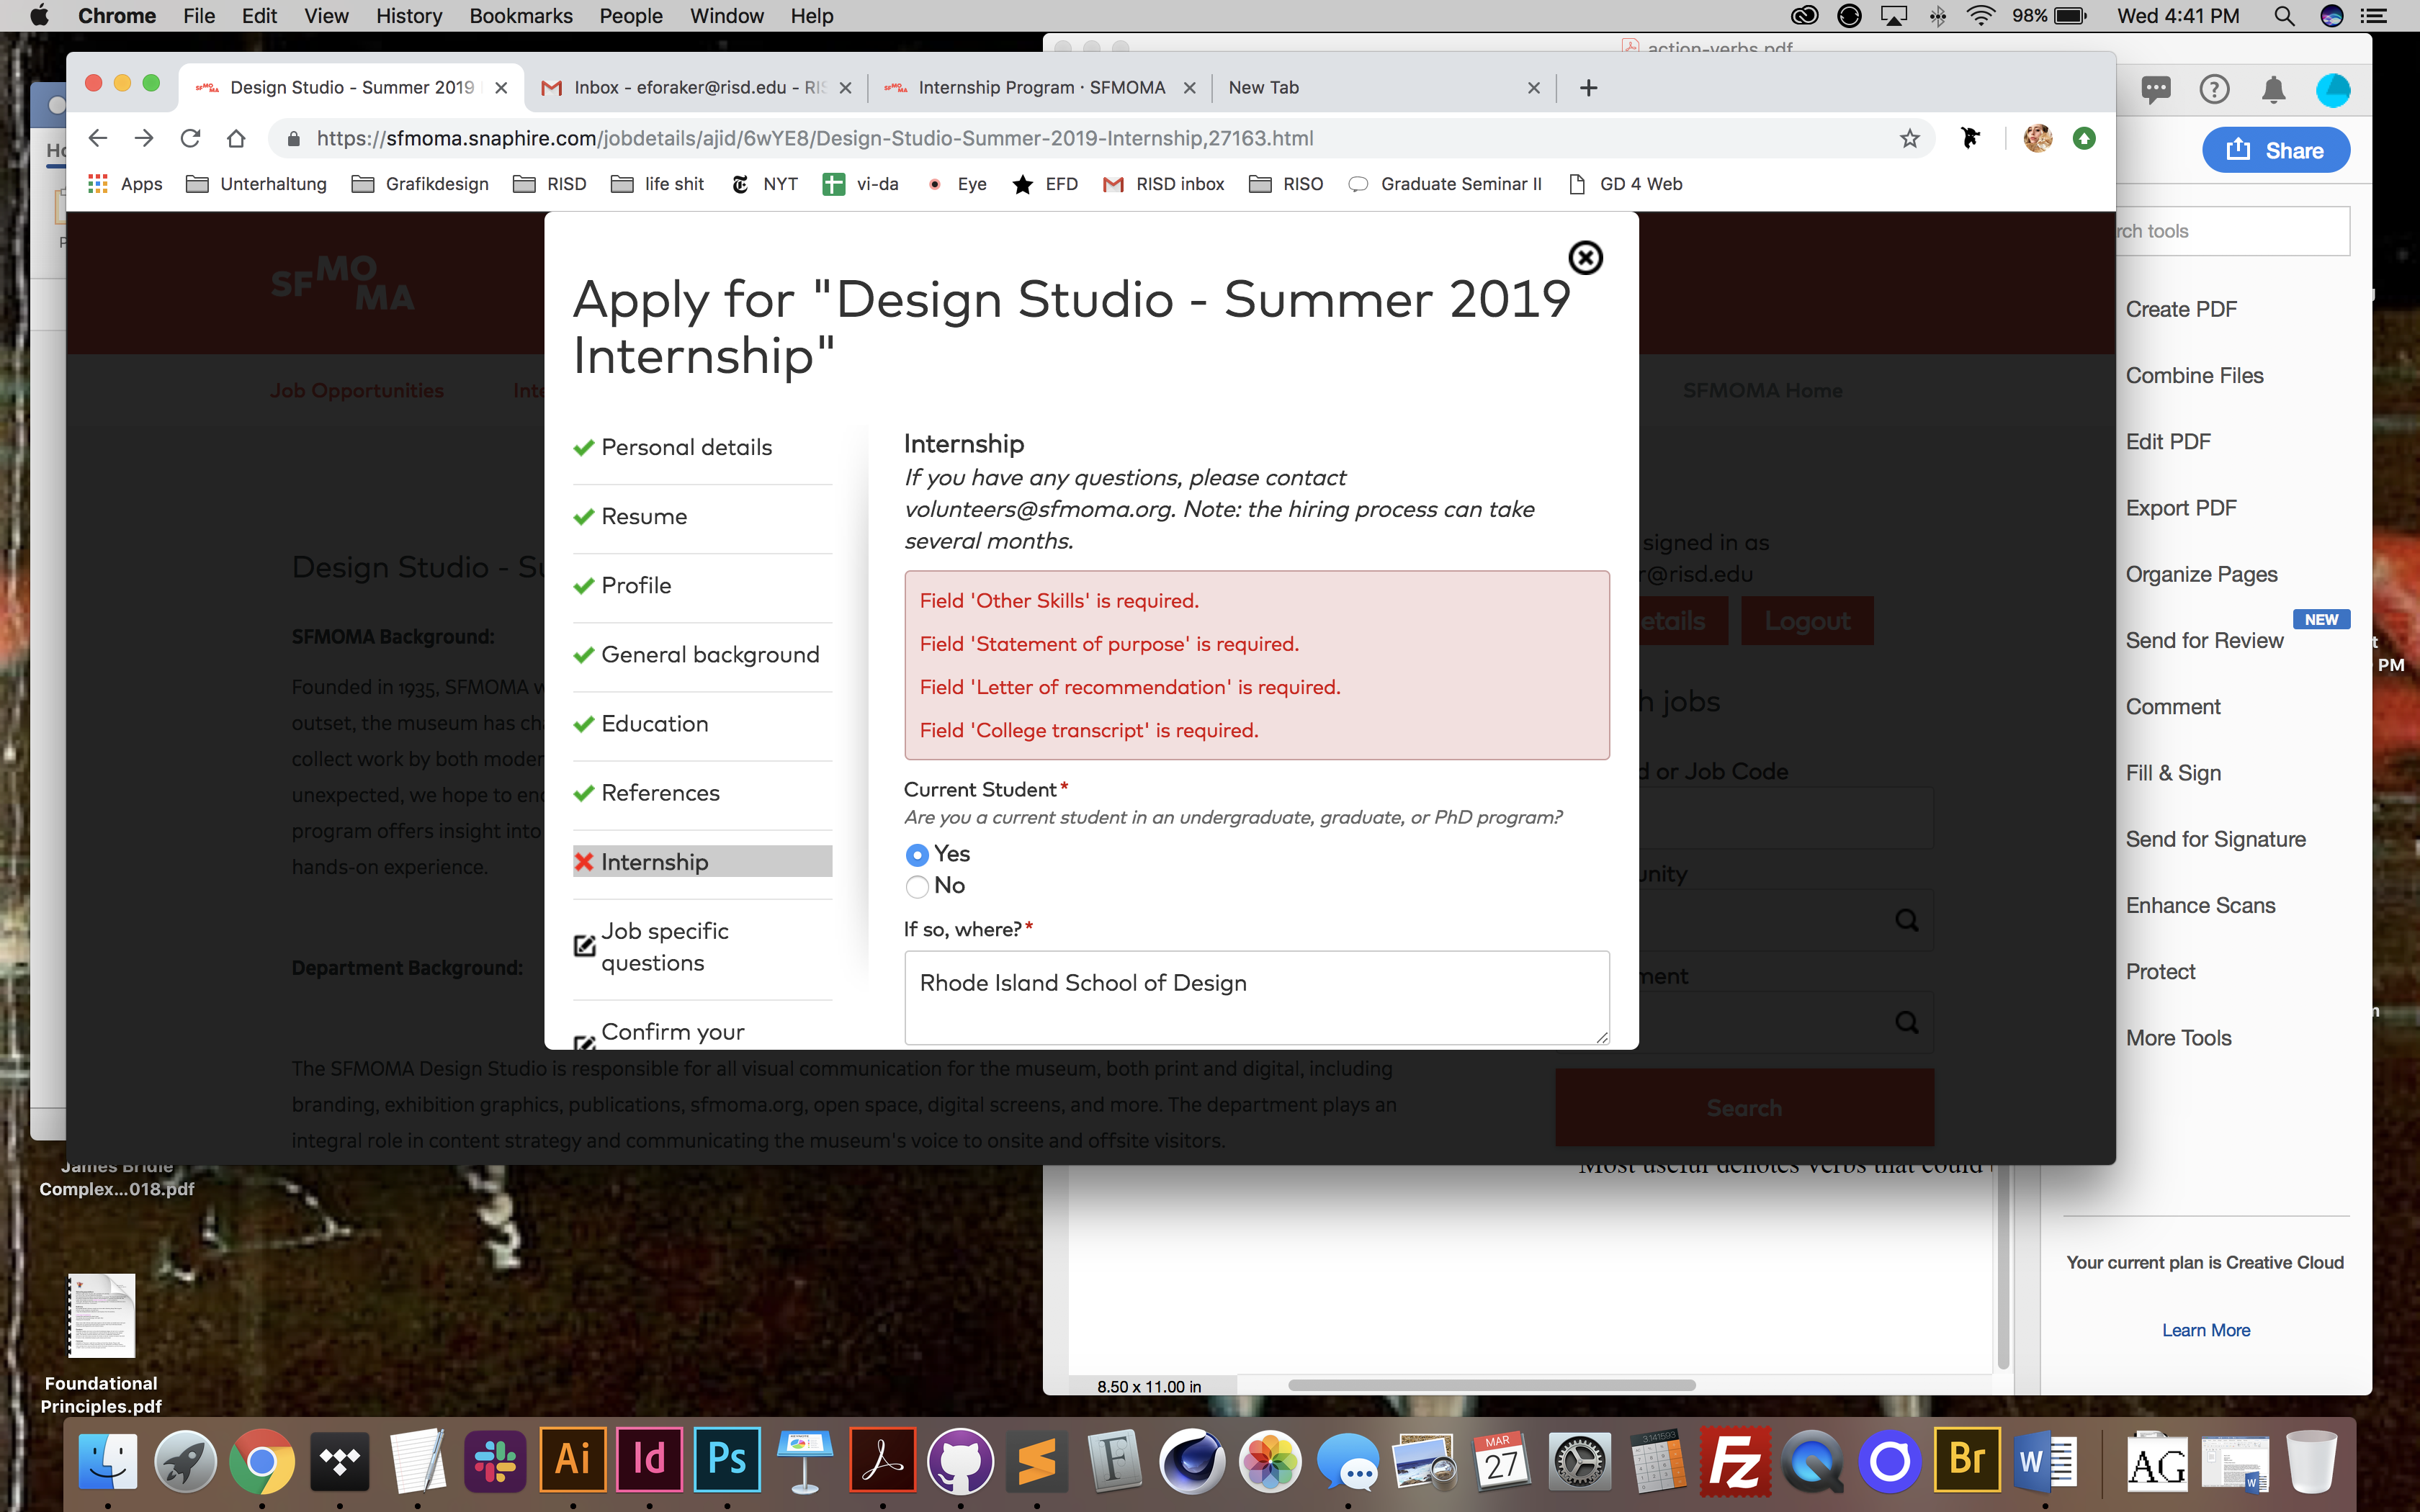 Chrome File Edit View History Bookmarks People Window Help
98% Wed 4:41 PM
action-verbs.pdf
Design Studio - Summer 2019
Inbox - eforaker@risd.edu - RIS
Internship Program · SFMOMA
New Tab
https://sfmoma.snaphire.com/jobdetails/ajid/6wYE8/Design-Studio-Summer-2019-Internship,27163.html
Apps Unterhaltung Grafikdesign RISD life shit NYT vi-da Eye EFD RISD inbox RISO Graduate Seminar II GD 4 Web
Share
rch tools
Create PDF
Combine Files
Edit PDF
Export PDF
Organize Pages
NEW
Send for Review
Comment
Fill & Sign
Send for Signature
Enhance Scans
Protect
More Tools
Your current plan is Creative Cloud
Learn More
PM
SFMOMA
Job Opportunities
Inte
SFMOMA Home
Apply for "Design Studio - Summer 2019
Internship"
Personal details
Resume
Profile
General background
Education
References
Internship
Job specific
questions
Confirm your
Internship
If you have any questions, please contact
volunteers@sfmoma.org. Note: the hiring process can take
several months.
Field 'Other Skills' is required.
Field 'Statement of purpose' is required.
Field 'Letter of recommendation' is required.
Field 'College transcript' is required.
Current Student*
Are you a current student in an undergraduate, graduate, or PhD program?
Yes
No
If so, where?*
Rhode Island School of Design
Design Studio - Su
SFMOMA Background:
Founded in 1935, SFMOMA w
outset, the museum has cha
collect work by both moder
unexpected, we hope to en
program offers insight into
hands-on experience.
Department Background:
The SFMOMA Design Studio is responsible for all visual communication for the museum, both print and digital, including
branding, exhibition graphics, publications, sfmoma.org, open space, digital screens, and more. The department plays an
integral role in content strategy and communicating the museum's voice to onsite and offsite visitors.
signed in as
r@risd.edu
etails
Logout
h jobs
d or Job Code
unity
ment
Search
Most useful denotes verbs that could
8.50 x 11.00 in
James Bridle
Complex...018.pdf
Foundational
Principles.pdf
Ai Id Ps
F
MAR
27
3.141593
Fz
Br
W
AG